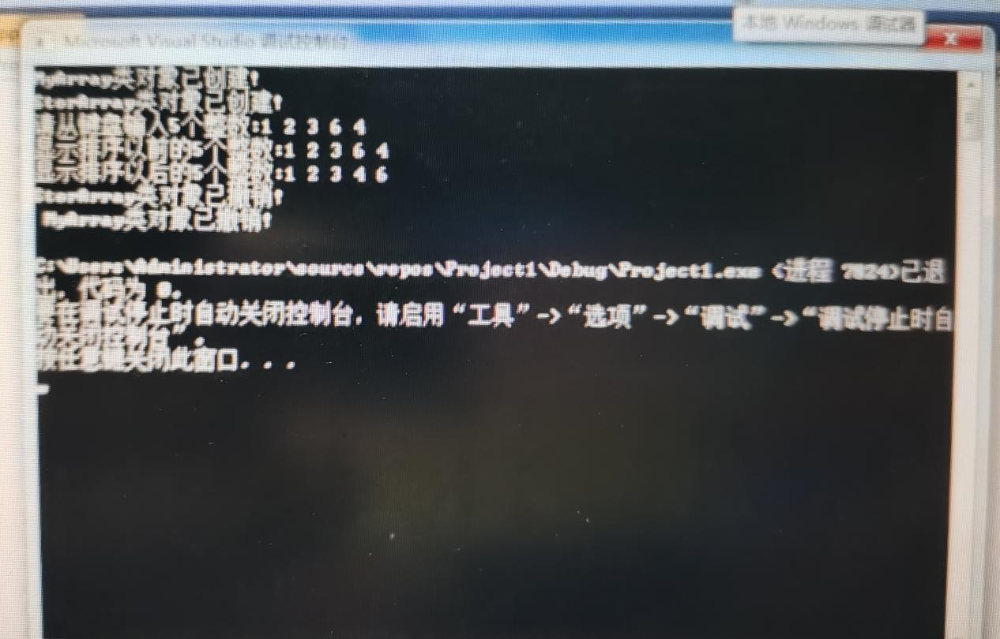 本地 Windows 调试器
Microsoft Visual Studio 调试控制台
MyArray类对象已创建!
storArray类对象已创建!
请从键盘输入5个整数:1 2 3 6 4
显示排序以前的5个整数:1 2 3 6 4
显示排序以后的5个整数:1 2 3 4 6
storArray类对象已撤销!
MyArray类对象已撤销!
C:\Users\Administrator\source\repos\Project1\Debug\Project1.exe (进程 7824)已退
出，代码为 0。
要在调试停止时自动关闭控制台，请启用“工具”->“选项”->“调试”->“调试停止时自
动关闭控制台”。
按任意键关闭此窗口. . .